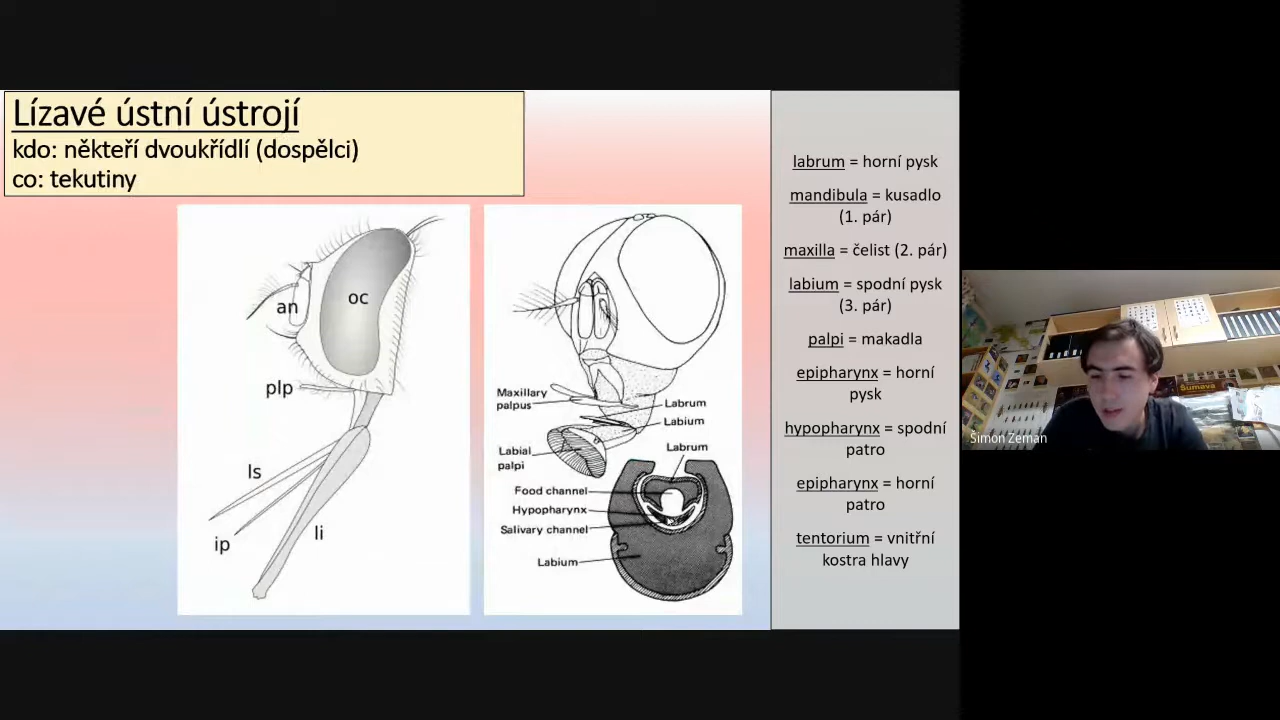 Lízavé ústní ústrojí
kdo: někteří dvoukřídlí (dospělci)
co: tekutiny
an
oc
plp
ls
ip
li
Maxillary
palpus
Labrum
Labium
Labial
palpi
Labrum
Food channel
Hypopharynx
Salivary channel
Labium
labrum = horní pysk
mandibula = kusadlo
(1. pár)
maxilla = čelist (2. pár)
labium = spodní pysk
(3. pár)
palpi = makadla
epipharynx = horní
pysk
hypopharynx = spodní
patro
epipharynx = horní
patro
tentorium = vnitřní
kostra hlavy
Šumava
Šimon Zeman